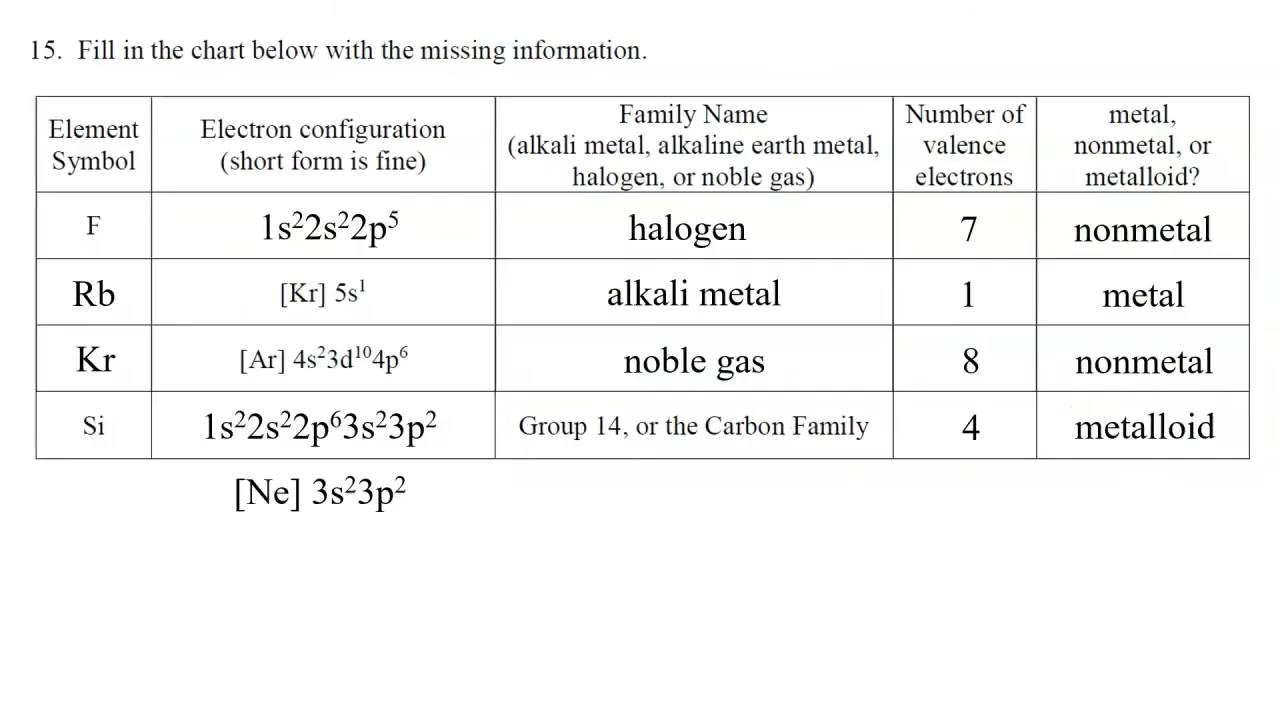 15. Fill in the chart below with the missing information.
Element Symbol | Electron configuration (short form is fine) | Family Name (alkali metal, alkaline earth metal, halogen, or noble gas) | Number of valence electrons | metal, nonmetal, or metalloid?
F | 1s²2s²2p⁵ | halogen | 7 | nonmetal
Rb | [Kr] 5s¹ | alkali metal | 1 | metal
Kr | [Ar] 4s²3d¹⁰4p⁶ | noble gas | 8 | nonmetal
Si | 1s²2s²2p⁶3s²3p² | Group 14, or the Carbon Family | 4 | metalloid
[Ne] 3s²3p²